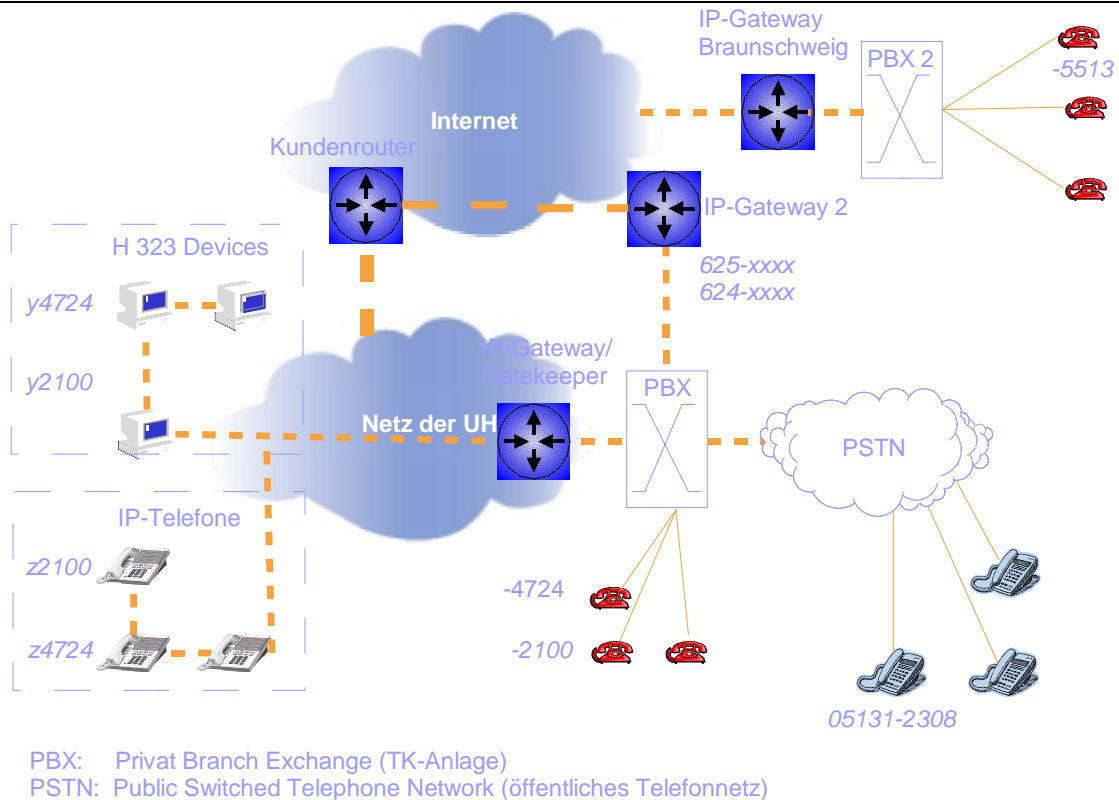 IP-Gateway
Braunschweig
PBX 2
-5513
Internet
Kundenrouter
IP-Gateway 2
625-xxxx
624-xxxx
H 323 Devices
y4724
y2100
IP-Gateway/
Gatekeeper
PBX
Netz der UH
PSTN
IP-Telefone
z2100
z4724
-4724
-2100
05131-2308
PBX: Privat Branch Exchange (TK-Anlage)
PSTN: Public Switched Telephone Network (öffentliches Telefonnetz)